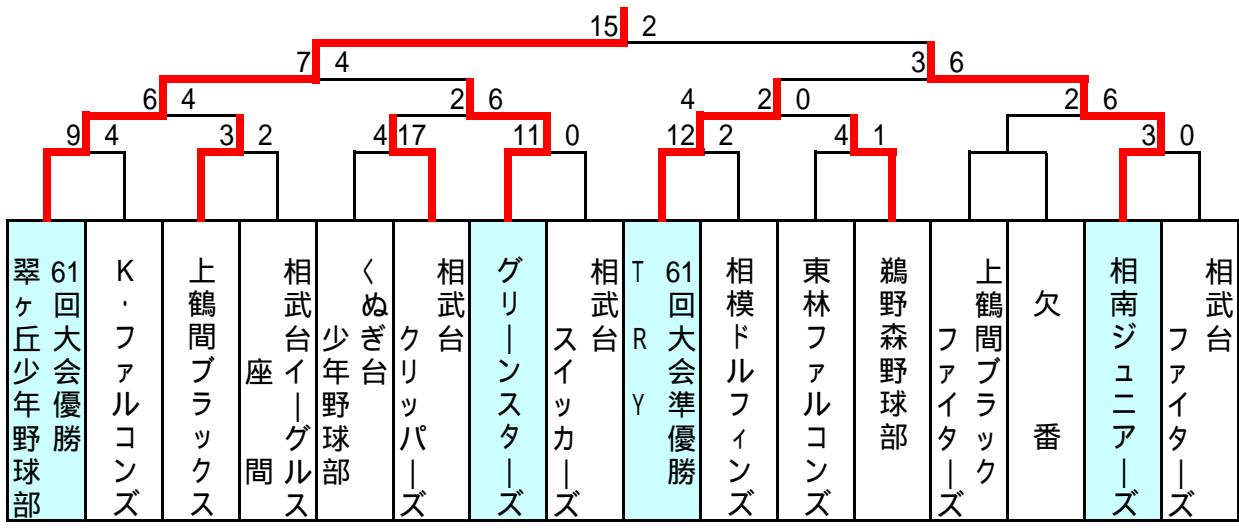 15 2
7 4
3 6
6 4
2 6
4
2 0
2 6
9 4
3 2
4 17
11 0
12 2
4 1
3 0
61回大会優勝
翠ヶ丘少年野球部
K・ファルコンズ
上鶴間ブラックス
相武台イーグルス
座間
くぬぎ台
少年野球部
相武台
クリッパーズ
グリーンスターズ
相武台
スイッカーズ
61回大会準優勝
TRY
相模ドルフィンズ
東林ファルコンズ
鵜野森野球部
上鶴間ブラック
ファイターズ
欠番
相南ジュニアーズ
相武台
ファイターズ